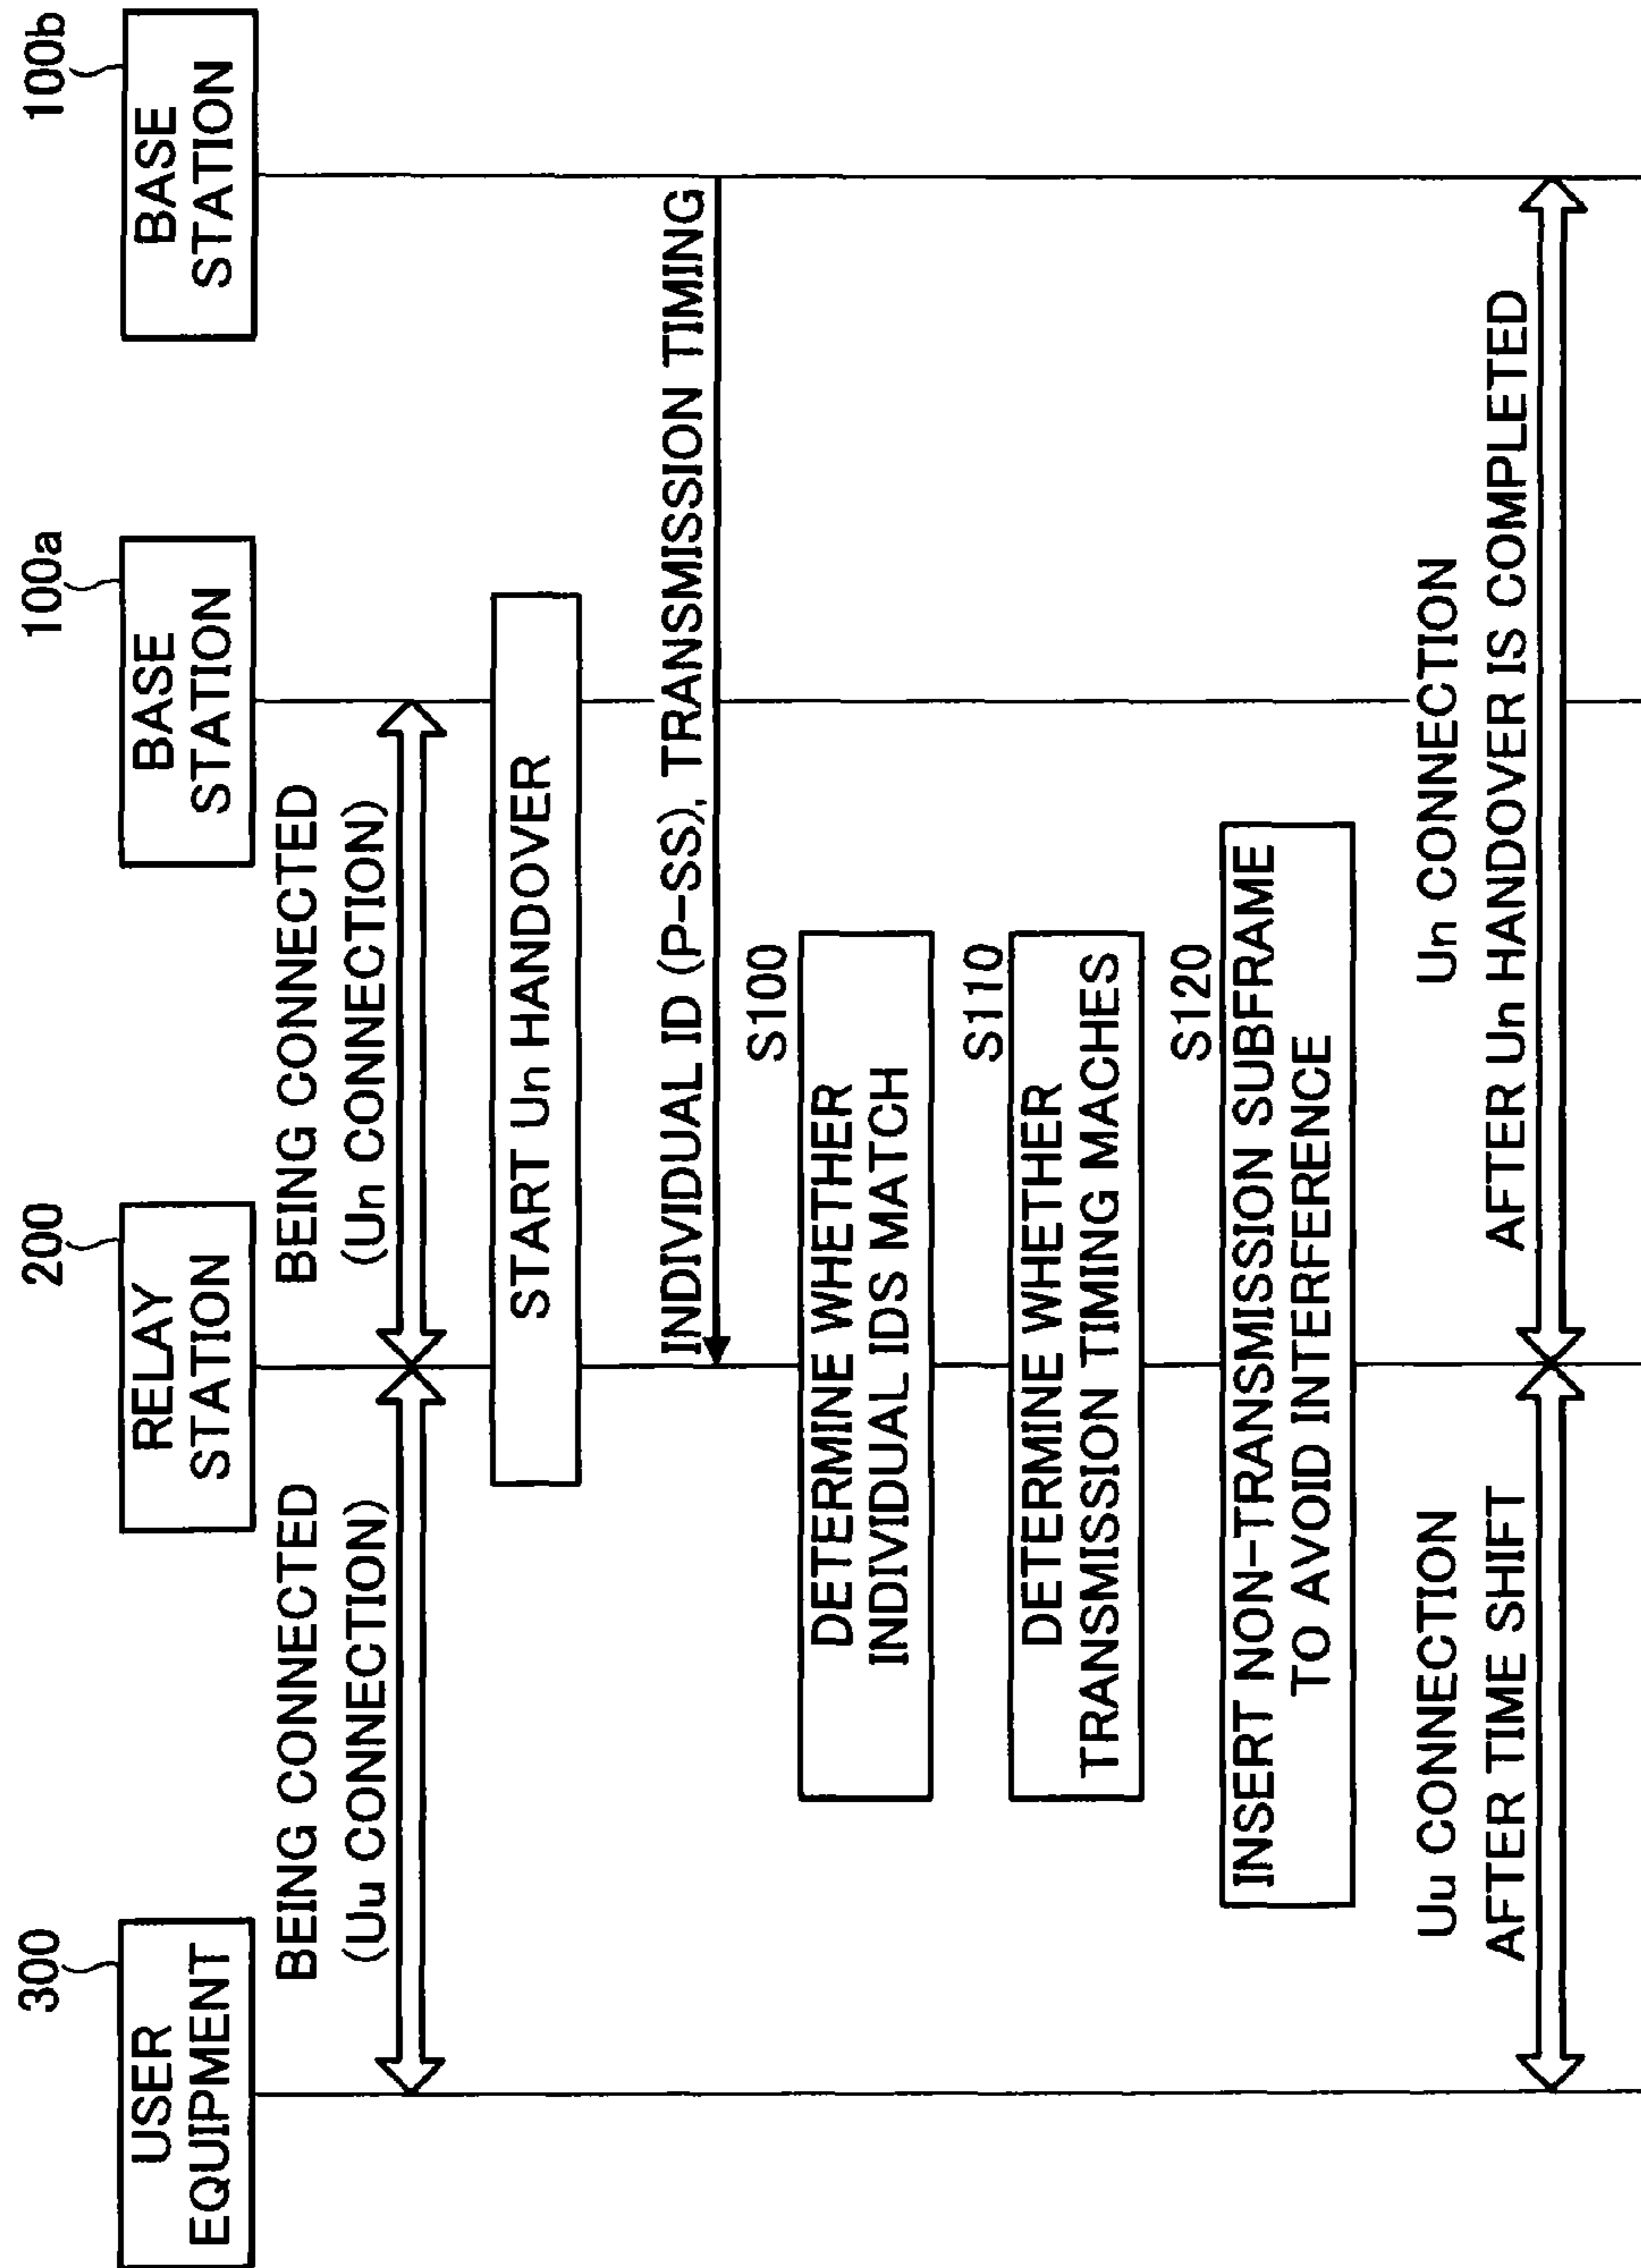 300
USER
EQUIPMENT
200
RELAY
STATION
100a
BASE
STATION
100b
BASE
STATION
BEING CONNECTED
(Uu CONNECTION)
BEING CONNECTED
(Un CONNECTION)
START Un HANDOVER
INDIVIDUAL ID (P-SS), TRANSMISSION TIMING
S100
DETERMINE WHETHER
INDIVIDUAL IDS MATCH
S110
DETERMINE WHETHER
TRANSMISSION TIMING MACHES
S120
INSERT NON-TRANSMISSION SUBFRAME
TO AVOID INTERFERENCE
Uu CONNECTION
AFTER TIME SHIFT
Un CONNECTION
AFTER Un HANDOVER IS COMPLETED